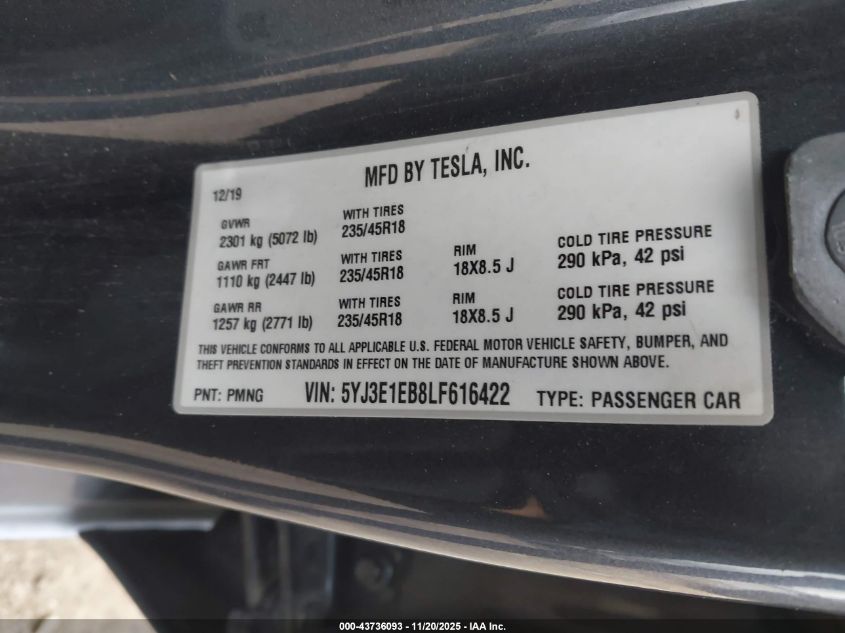 MFD BY TESLA, INC.
12/19
GVWR WITH TIRES
2301 kg (5072 lb) 235/45R18
GAWR FRT WITH TIRES RIM COLD TIRE PRESSURE
1110 kg (2447 lb) 235/45R18 18X8.5 J 290 kPa, 42 psi
GAWR RR WITH TIRES RIM COLD TIRE PRESSURE
1257 kg (2771 lb) 235/45R18 18X8.5 J 290 kPa, 42 psi
THIS VEHICLE CONFORMS TO ALL APPLICABLE U.S. FEDERAL MOTOR VEHICLE SAFETY, BUMPER, AND
THEFT PREVENTION STANDARDS IN EFFECT ON THE DATE OF MANUFACTURE SHOWN ABOVE.
PNT: PMNG VIN: 5YJ3E1EB8LF616422 TYPE: PASSENGER CAR
000-43736093 - 11/20/2025 - IAA Inc.